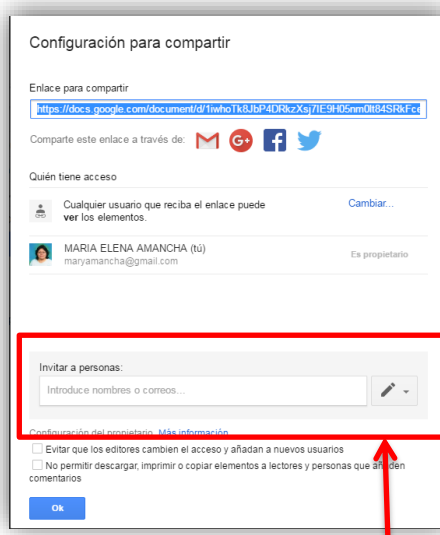 Configuración para compartir
Enlace para compartir
https://docs.google.com/document/d/1iwhoTk8JbP4DRkzXsj7IE9H05nm0lt84SRkFce
Comparte este enlace a través de:
Quién tiene acceso
Cualquier usuario que reciba el enlace puede Cambiar...
ver los elementos.
MARIA ELENA AMANCHA (tú) Es propietario
maryamancha@gmail.com
Invitar a personas:
Introduce nombres o correos...
Configuración del propietario Más información
Evitar que los editores cambien el acceso y añadan a nuevos usuarios
No permitir descargar, imprimir o copiar elementos a lectores y personas que añaden
comentarios
Ok